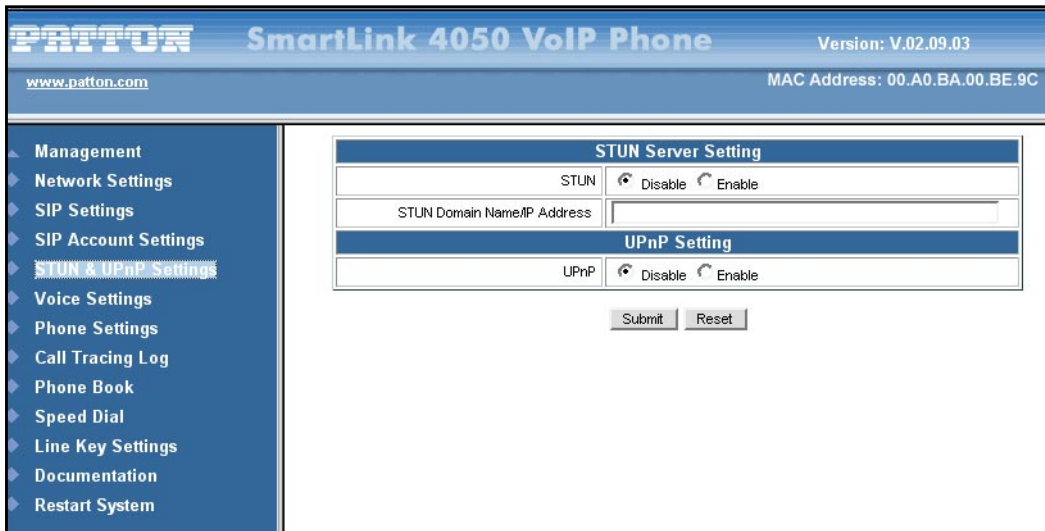 PATTON SmartLink 4050 VoIP Phone Version: V.02.09.03
www.patton.com MAC Address: 00.A0.BA.00.BE.9C
Management
Network Settings
SIP Settings
SIP Account Settings
STUN & UPnP Settings
Voice Settings
Phone Settings
Call Tracing Log
Phone Book
Speed Dial
Line Key Settings
Documentation
Restart System
STUN Server Setting
STUN Disable Enable
STUN Domain Name/IP Address
UPnP Setting
UPnP Disable Enable
Submit Reset